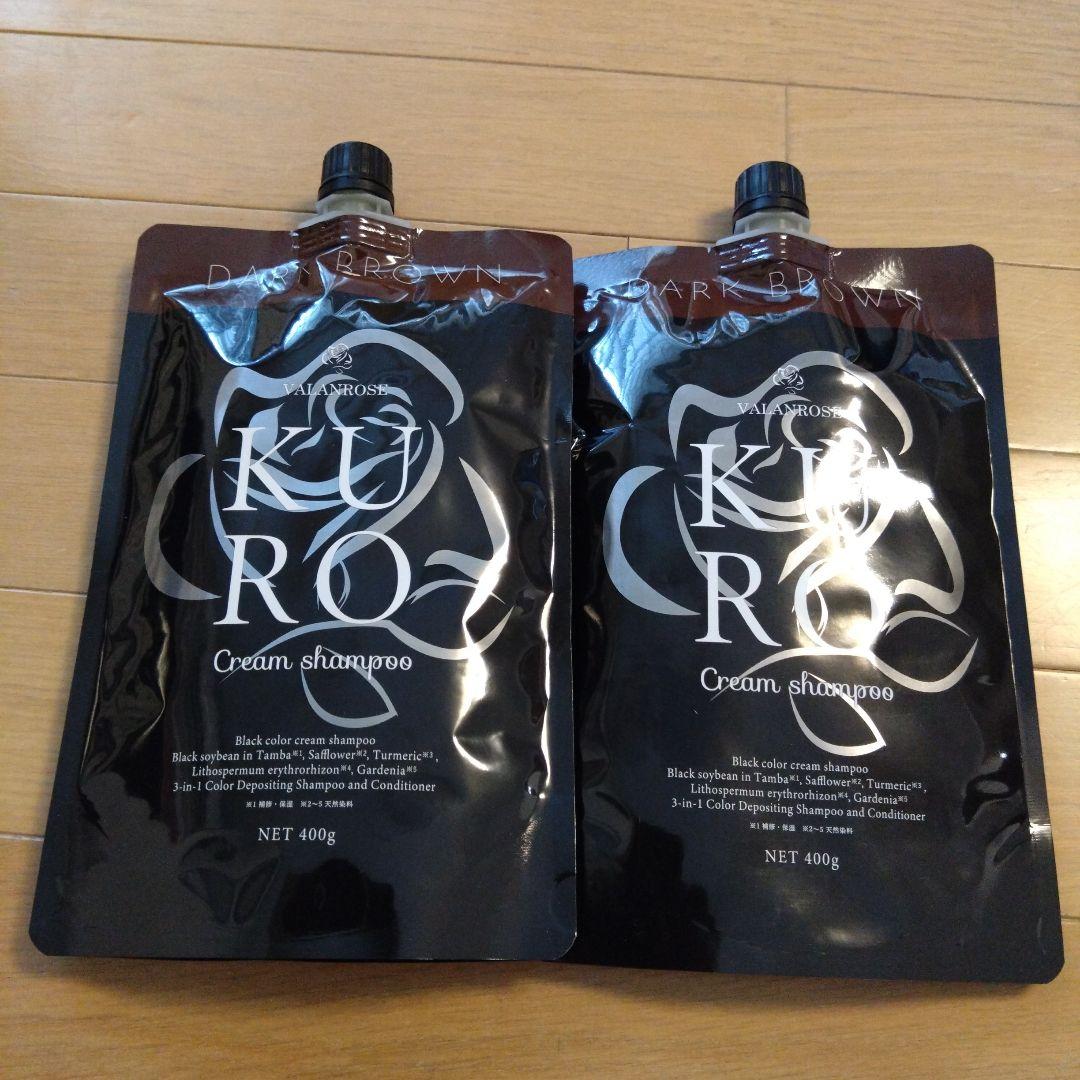 DARK BROWN
VALANROSE
KU
RO
Cream shampoo
Black color cream shampoo
Black soybean in Tamba※1, Safflower※2, Turmeric※3,
Lithospermum erythrorhizon※4, Gardenia※5
3-in-1 Color Depositing Shampoo and Conditioner
※1 補修・保湿 ※2〜5 天然染料
NET 400g
DARK BROWN
VALANROSE
KU
RO
Cream shampoo
Black color cream shampoo
Black soybean in Tamba※1, Safflower※2, Turmeric※3,
Lithospermum erythrorhizon※4, Gardenia※5
3-in-1 Color Depositing Shampoo and Conditioner
※1 補修・保湿 ※2〜5 天然染料
NET 400g